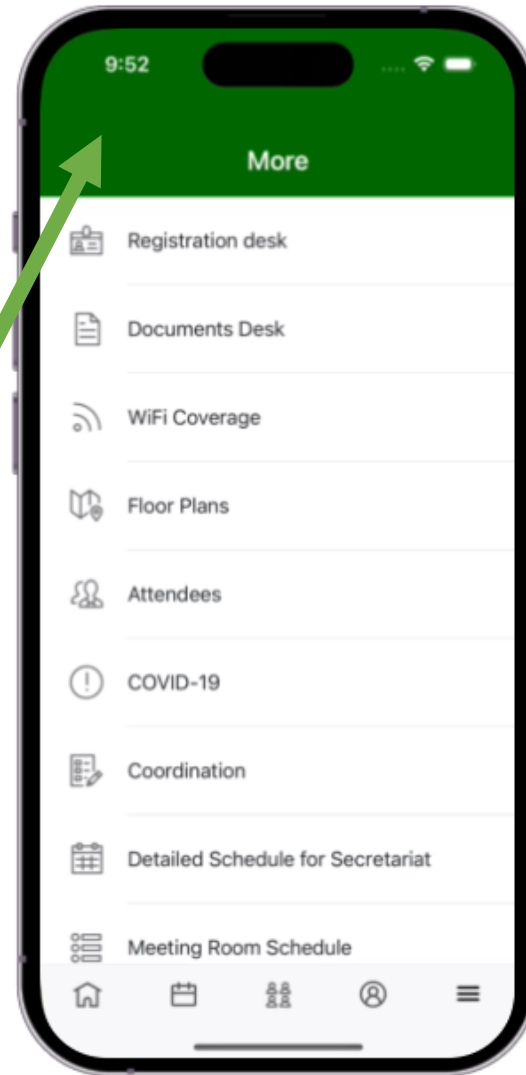 9:52
More
Registration desk
Documents Desk
WiFi Coverage
Floor Plans
Attendees
COVID-19
Coordination
Detailed Schedule for Secretariat
Meeting Room Schedule